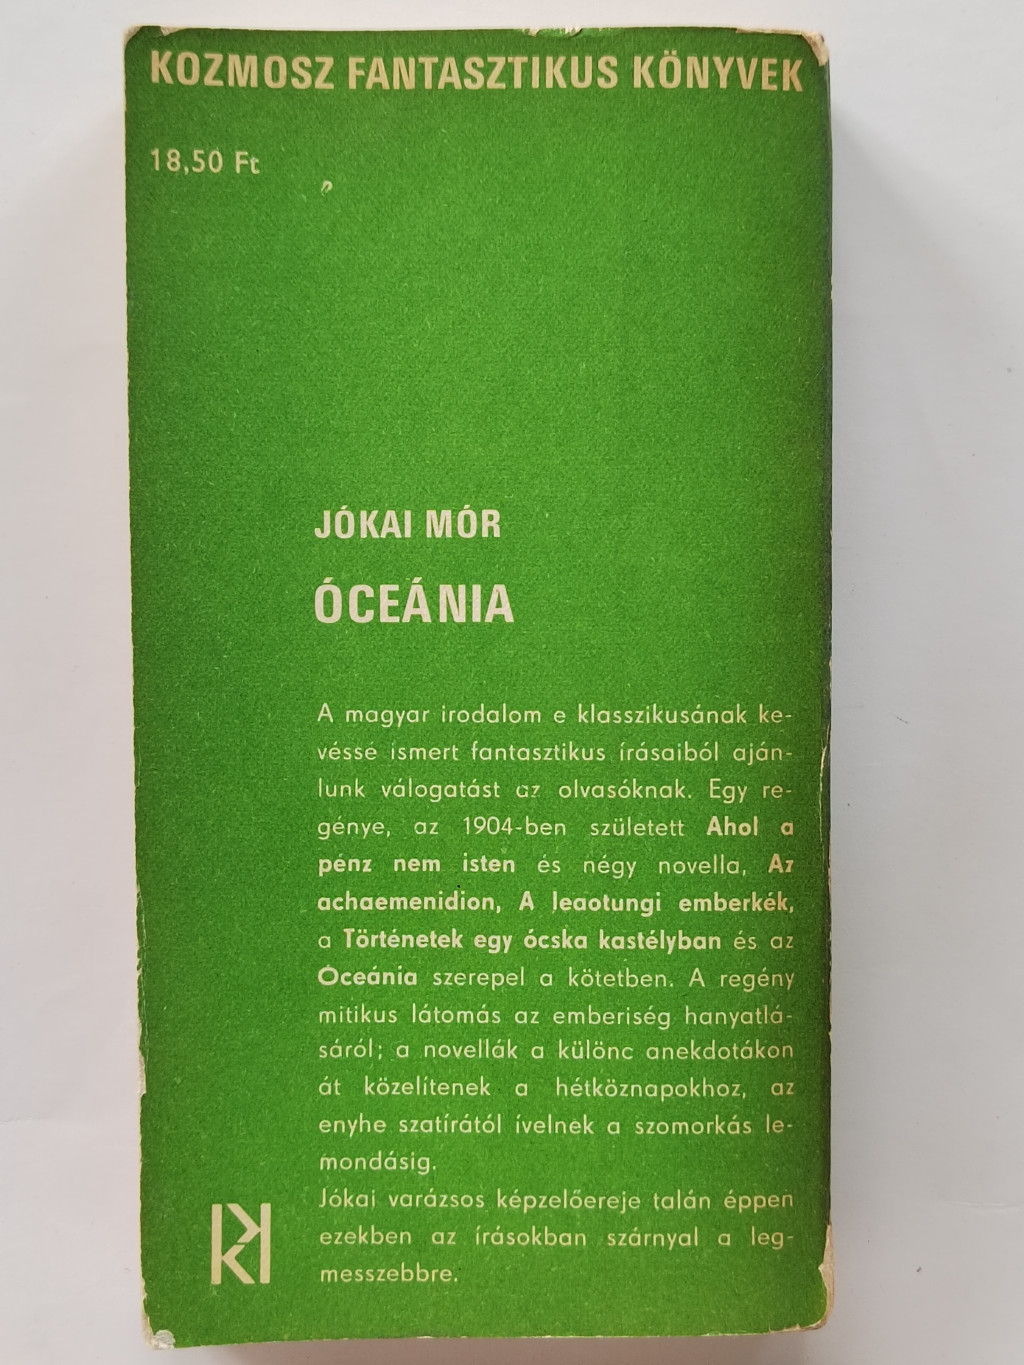 KOZMOSZ FANTASZTIKUS KÖNYVEK
18,50 Ft
JÓKAI MÓR
ÓCEÁNIA
A magyar irodalom e klasszikusának ke-
véssé ismert fantasztikus írásaiból aján-
lunk válogatást az olvasóknak. Egy re-
génye, az 1904-ben született Ahol a
pénz nem isten és négy novella, Az
achaemenidion, A leaotungi emberkék,
a Történetek egy ócska kastélyban és az
Óceánia szerepel a kötetben. A regény
mitikus látomás az emberiség hanyatlá-
sáról; a novellák a különc anekdotákon
át közelítenek a hétköznapokhoz, az
enyhe szatírától ívelnek a szomorkás le-
mondásig.
Jókai varázsos képzelőereje talán éppen
ezekben az írásokban szárnyal a leg-
messzebbre.